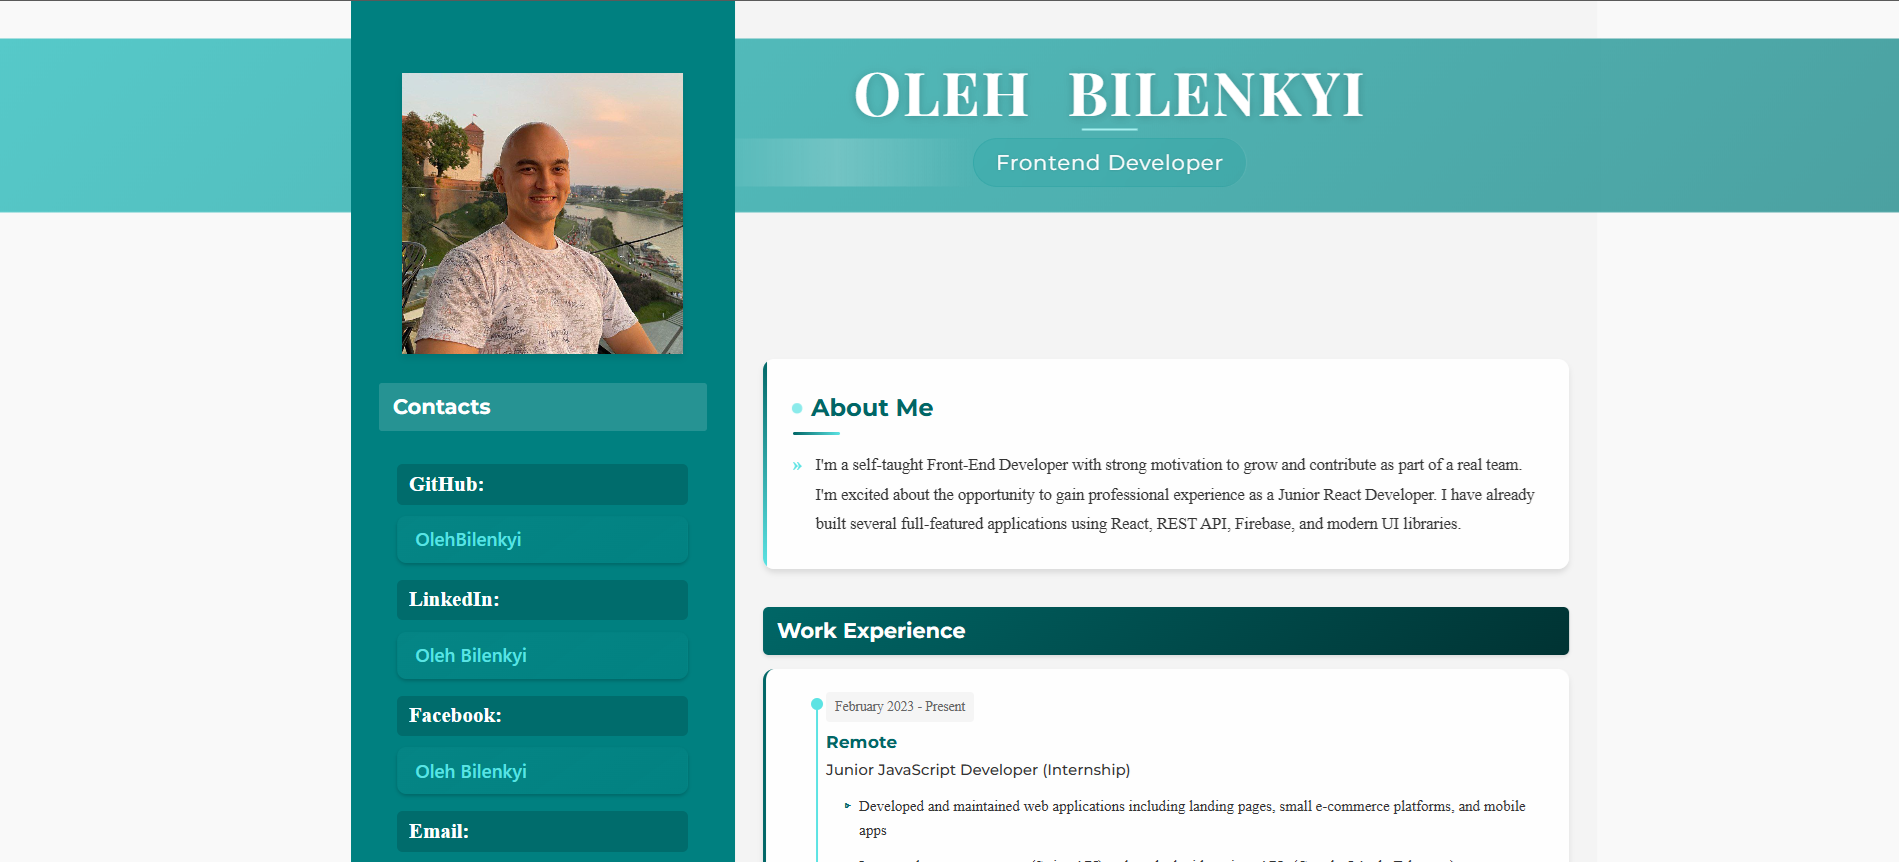 OLEH BILENKYI
Frontend Developer
Contacts
GitHub:
OlehBilenkyi
LinkedIn:
Oleh Bilenkyi
Facebook:
Oleh Bilenkyi
Email:
About Me
» I'm a self-taught Front-End Developer with strong motivation to grow and contribute as part of a real team.
I'm excited about the opportunity to gain professional experience as a Junior React Developer. I have already
built several full-featured applications using React, REST API, Firebase, and modern UI libraries.
Work Experience
February 2023 - Present
Remote
Junior JavaScript Developer (Internship)
Developed and maintained web applications including landing pages, small e-commerce platforms, and mobile
apps